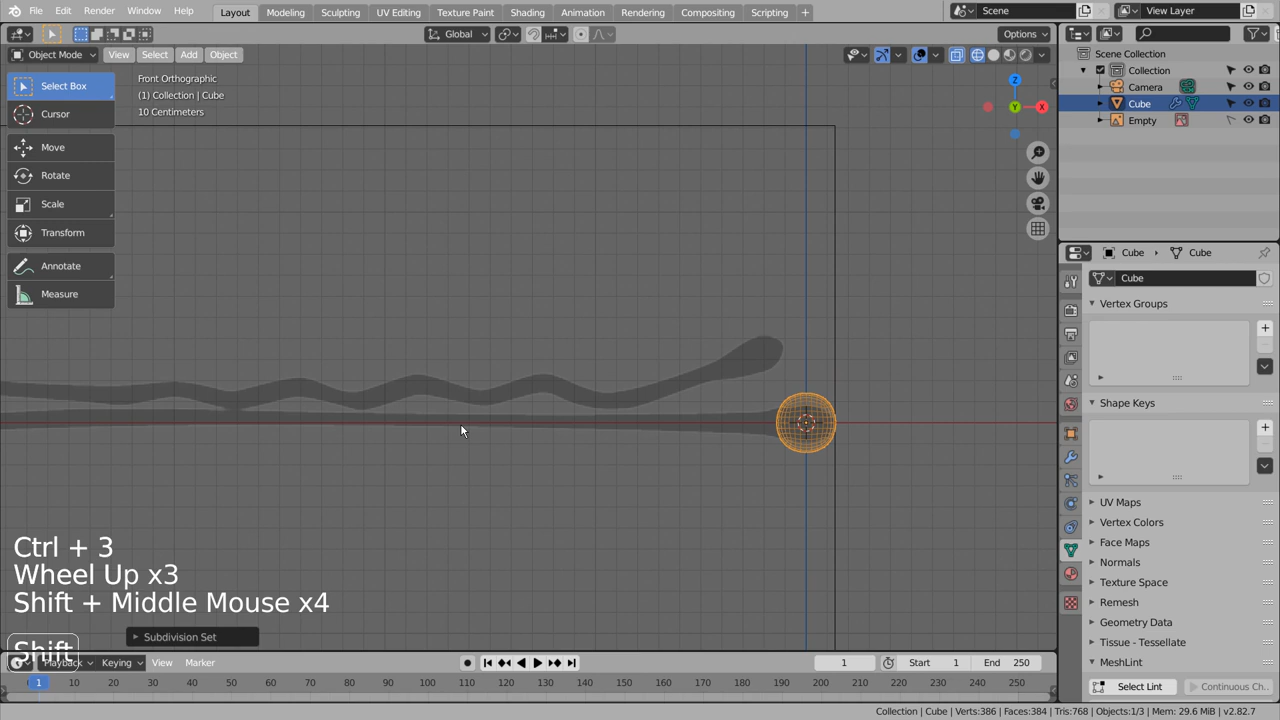 File Edit Render Window Help Layout Modeling Sculpting UV Editing Texture Paint Shading Animation Rendering Compositing Scripting + Scene View Layer
Global Options
Object Mode View Select Add Object
Scene Collection
Collection
Camera
Cube
Empty
Select Box
Cursor
Move
Rotate
Scale
Transform
Annotate
Measure
Front Orthographic
(1) Collection | Cube
10 Centimeters
Z
Y
X
Cube Cube
Cube
Vertex Groups
Shape Keys
UV Maps
Vertex Colors
Face Maps
Normals
Texture Space
Remesh
Geometry Data
Tissue - Tessellate
MeshLint
Select Lint Continuous Ch..
Ctrl + 3
Wheel Up x3
Shift + Middle Mouse x4
Shift
Subdivision Set
Playback Keying View Marker 1 Start 1 End 250
1 10 20 30 40 50 60 70 80 90 100 110 120 130 140 150 160 170 180 190 200 210 220 230 240 250
Collection | Cube | Verts:386 | Faces:384 | Tris:768 | Objects:1/3 | Mem: 29.6 MiB | v2.82.7